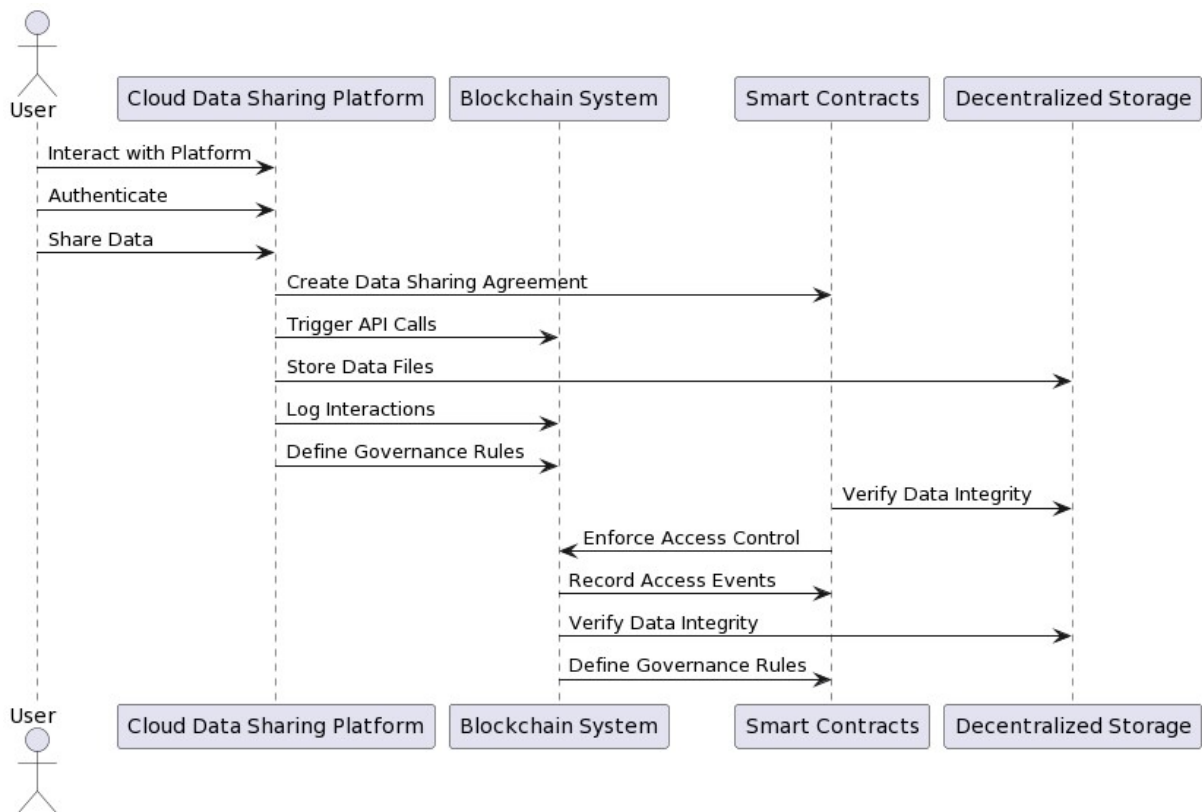 User
Cloud Data Sharing Platform
Blockchain System
Smart Contracts
Decentralized Storage
Interact with Platform
Authenticate
Share Data
Create Data Sharing Agreement
Trigger API Calls
Store Data Files
Log Interactions
Define Governance Rules
Verify Data Integrity
Enforce Access Control
Record Access Events
Verify Data Integrity
Define Governance Rules
User
Cloud Data Sharing Platform
Blockchain System
Smart Contracts
Decentralized Storage